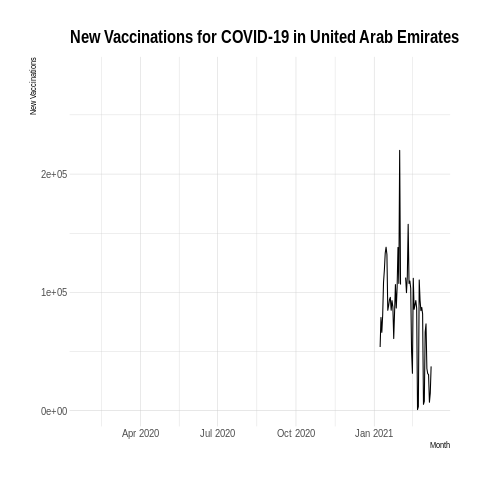 New Vaccinations for COVID-19 in United Arab Emirates
New Vaccinations
2e+05
1e+05
0e+00
Apr 2020 Jul 2020 Oct 2020 Jan 2021
Month